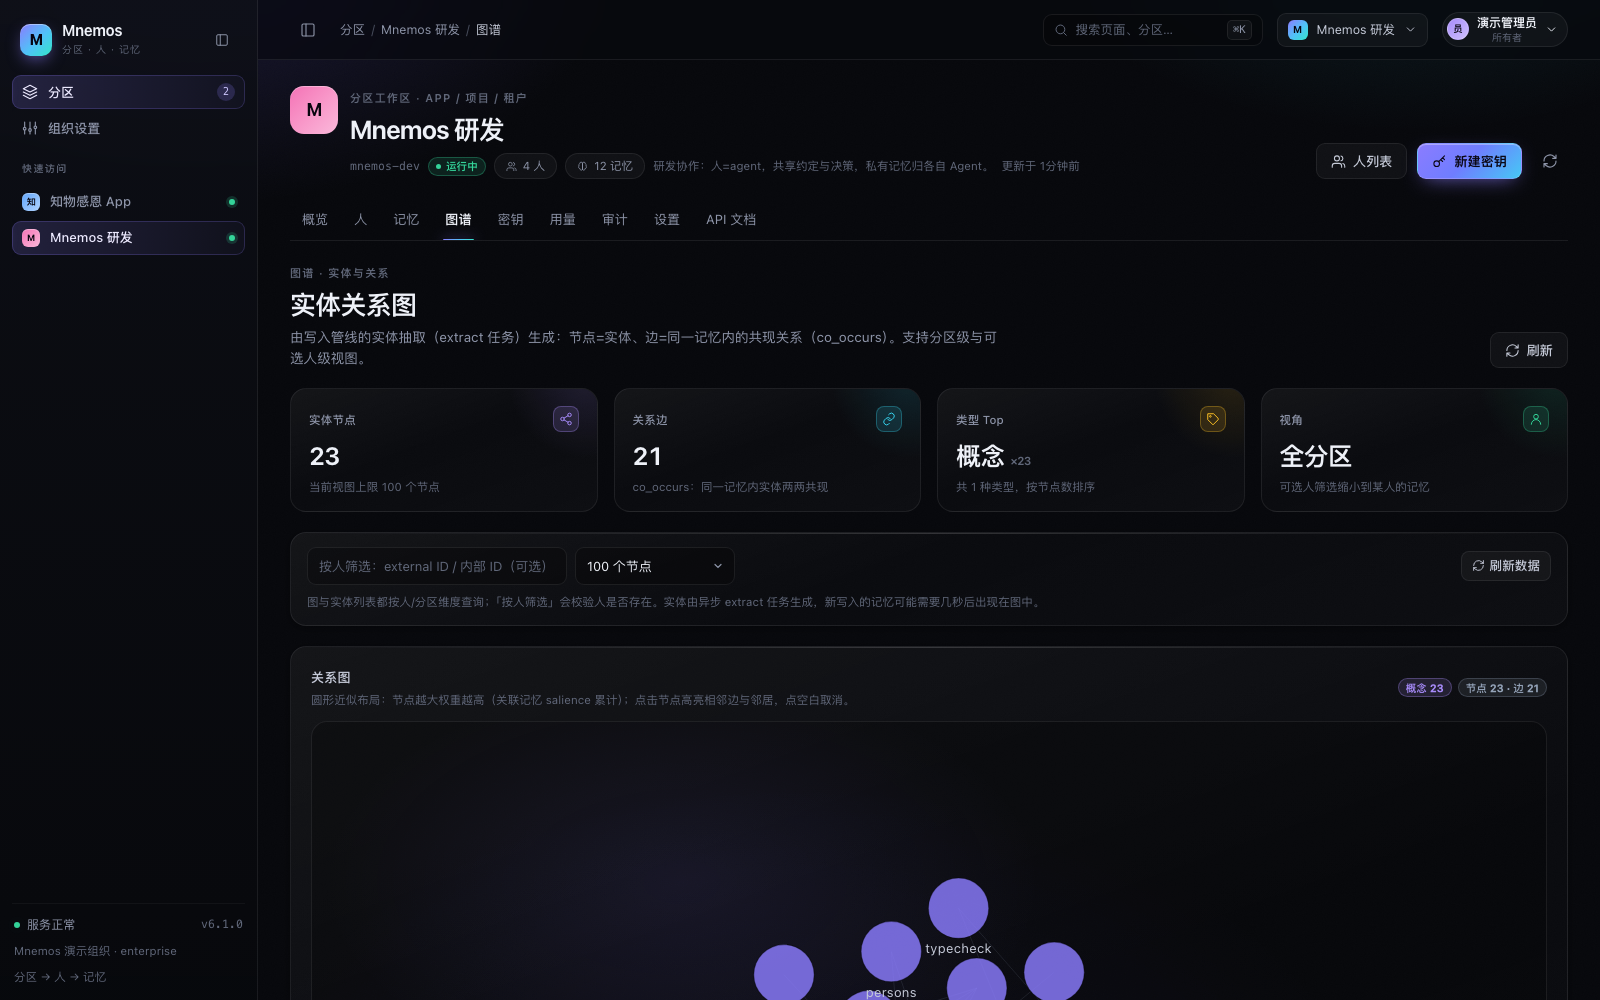 M
Mnemos
分区 · 人 · 记忆
分区
2
组织设置
快速访问
知
知物感恩 App
M
Mnemos 研发
服务正常
v6.1.0
Mnemos 演示组织 · enterprise
分区 → 人 → 记忆
分区 / Mnemos 研发 / 图谱
搜索页面、分区...
⌘K
M
Mnemos 研发
员
演示管理员
所有者
M
分区工作区 · APP / 项目 / 租户
Mnemos 研发
mnemos-dev
运行中
4 人
12 记忆
研发协作：人=agent，共享约定与决策，私有记忆归各自 Agent。
更新于 1分钟前
人列表
新建密钥
概览
人
记忆
图谱
密钥
用量
审计
设置
API 文档
图谱 · 实体与关系
实体关系图
由写入管线的实体抽取（extract 任务）生成：节点=实体、边=同一记忆内的共现关系（co_occurs）。支持分区级与可
选人级视图。
刷新
实体节点
23
当前视图上限 100 个节点
关系边
21
co_occurs：同一记忆内实体两两共现
类型 Top
概念 ×23
共 1 种类型，按节点数排序
视角
全分区
可选人筛选缩小到某人的记忆
按人筛选：external ID / 内部 ID（可选）
100 个节点
刷新数据
图与实体列表都按人/分区维度查询；「按人筛选」会校验人是否存在。实体由异步 extract 任务生成，新写入的记忆可能需要几秒后出现在图中。
关系图
圆形近似布局：节点越大权重越高（关联记忆 salience 累计）；点击节点高亮相邻边与邻居，点空白取消。
概念 23
节点 23 · 边 21
typecheck
persons